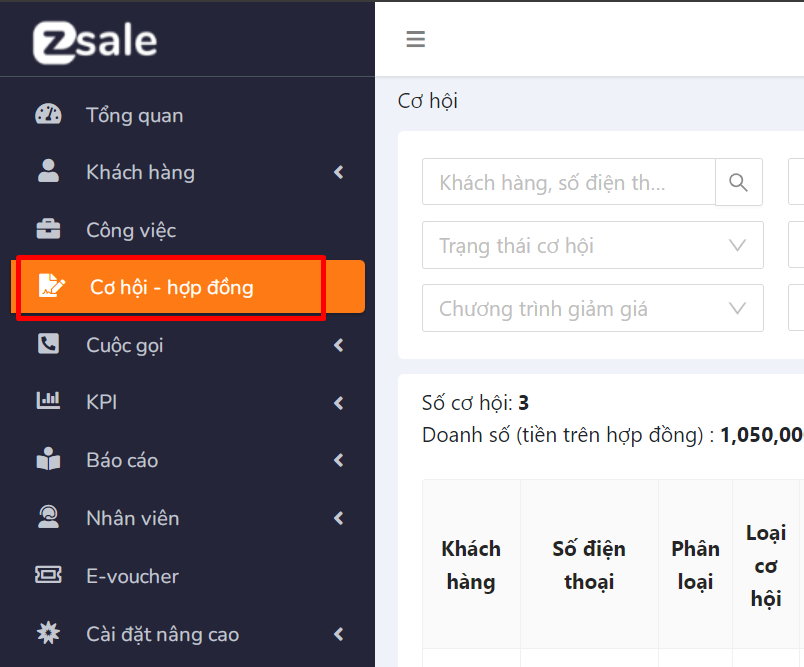 zsale
Tổng quan
Khách hàng
Công việc
Cơ hội - hợp đồng
Cuộc gọi
KPI
Báo cáo
Nhân viên
E-voucher
Cài đặt nâng cao
Cơ hội
Khách hàng, số điện th...
Trạng thái cơ hội
Chương trình giảm giá
Số cơ hội: 3
Doanh số (tiền trên hợp đồng) : 1,050,00
Khách
hàng
Số điện
thoại
Phân
loại
Loại
cơ
hội